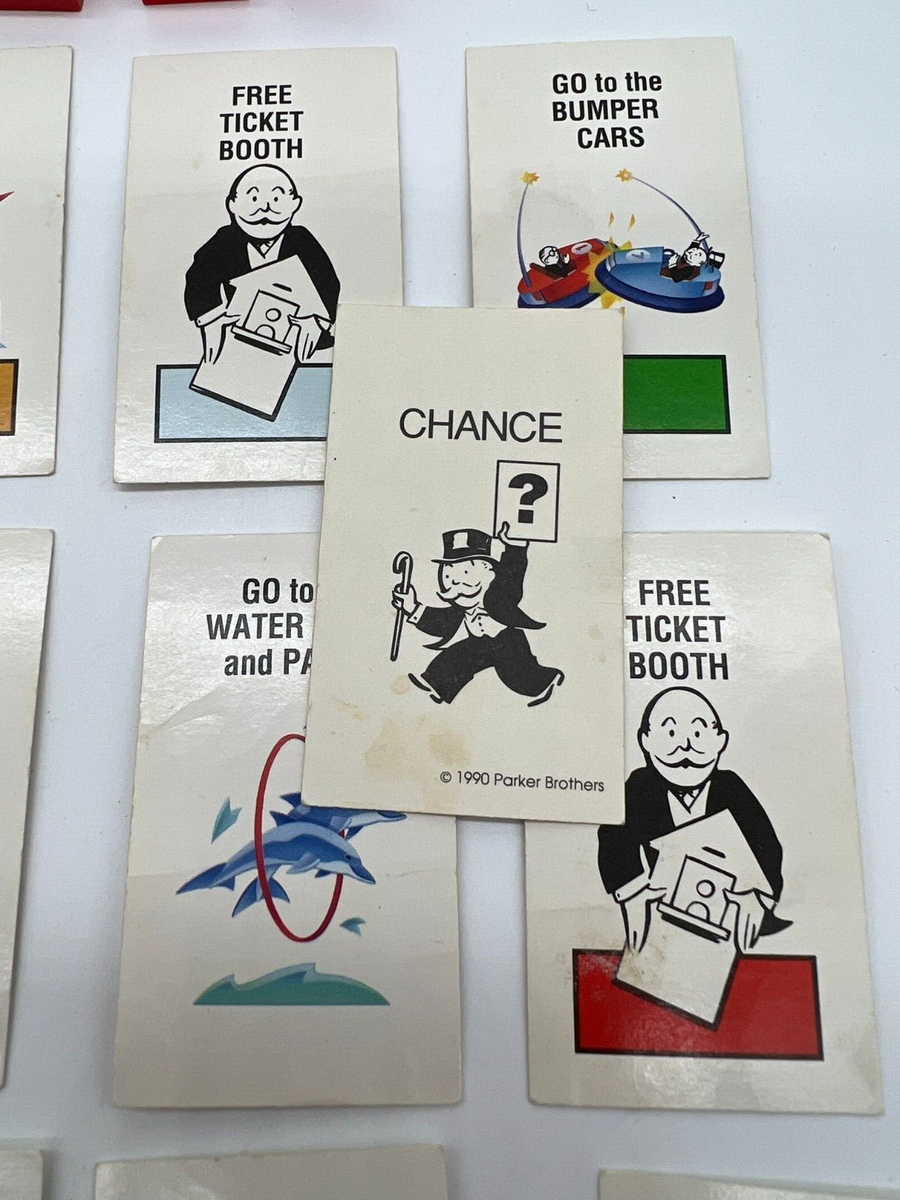 FREE
TICKET
BOOTH
GO to the
BUMPER
CARS
CHANCE
?
© 1990 Parker Brothers
GO to
WATER
and PA
FREE
TICKET
BOOTH